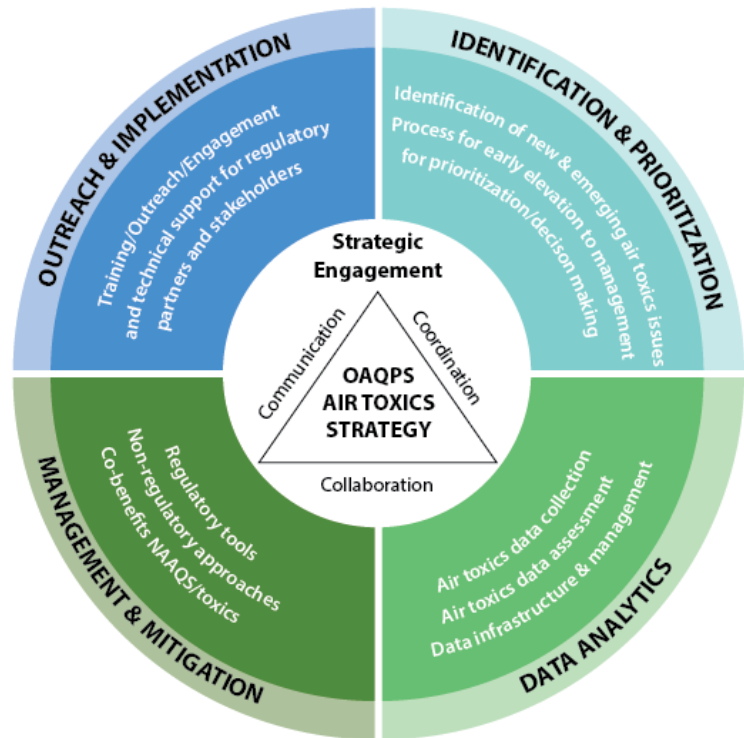 OUTREACH & IMPLEMENTATION
Training/Outreach/Engagement
and technical support for regulatory
partners and stakeholders
IDENTIFICATION & PRIORITIZATION
Identification of new & emerging air toxics issues
Process for early elevation to management
for prioritization/decison making
Strategic
Engagement
Communication
Coordination
OAQPS
AIR TOXICS
STRATEGY
Collaboration
MANAGEMENT & MITIGATION
Regulatory tools
Non-regulatory approaches
Co-benefits NAAQS/toxics
DATA ANALYTICS
Air toxics data collection
Air toxics data assessment
Data infrastructure & management